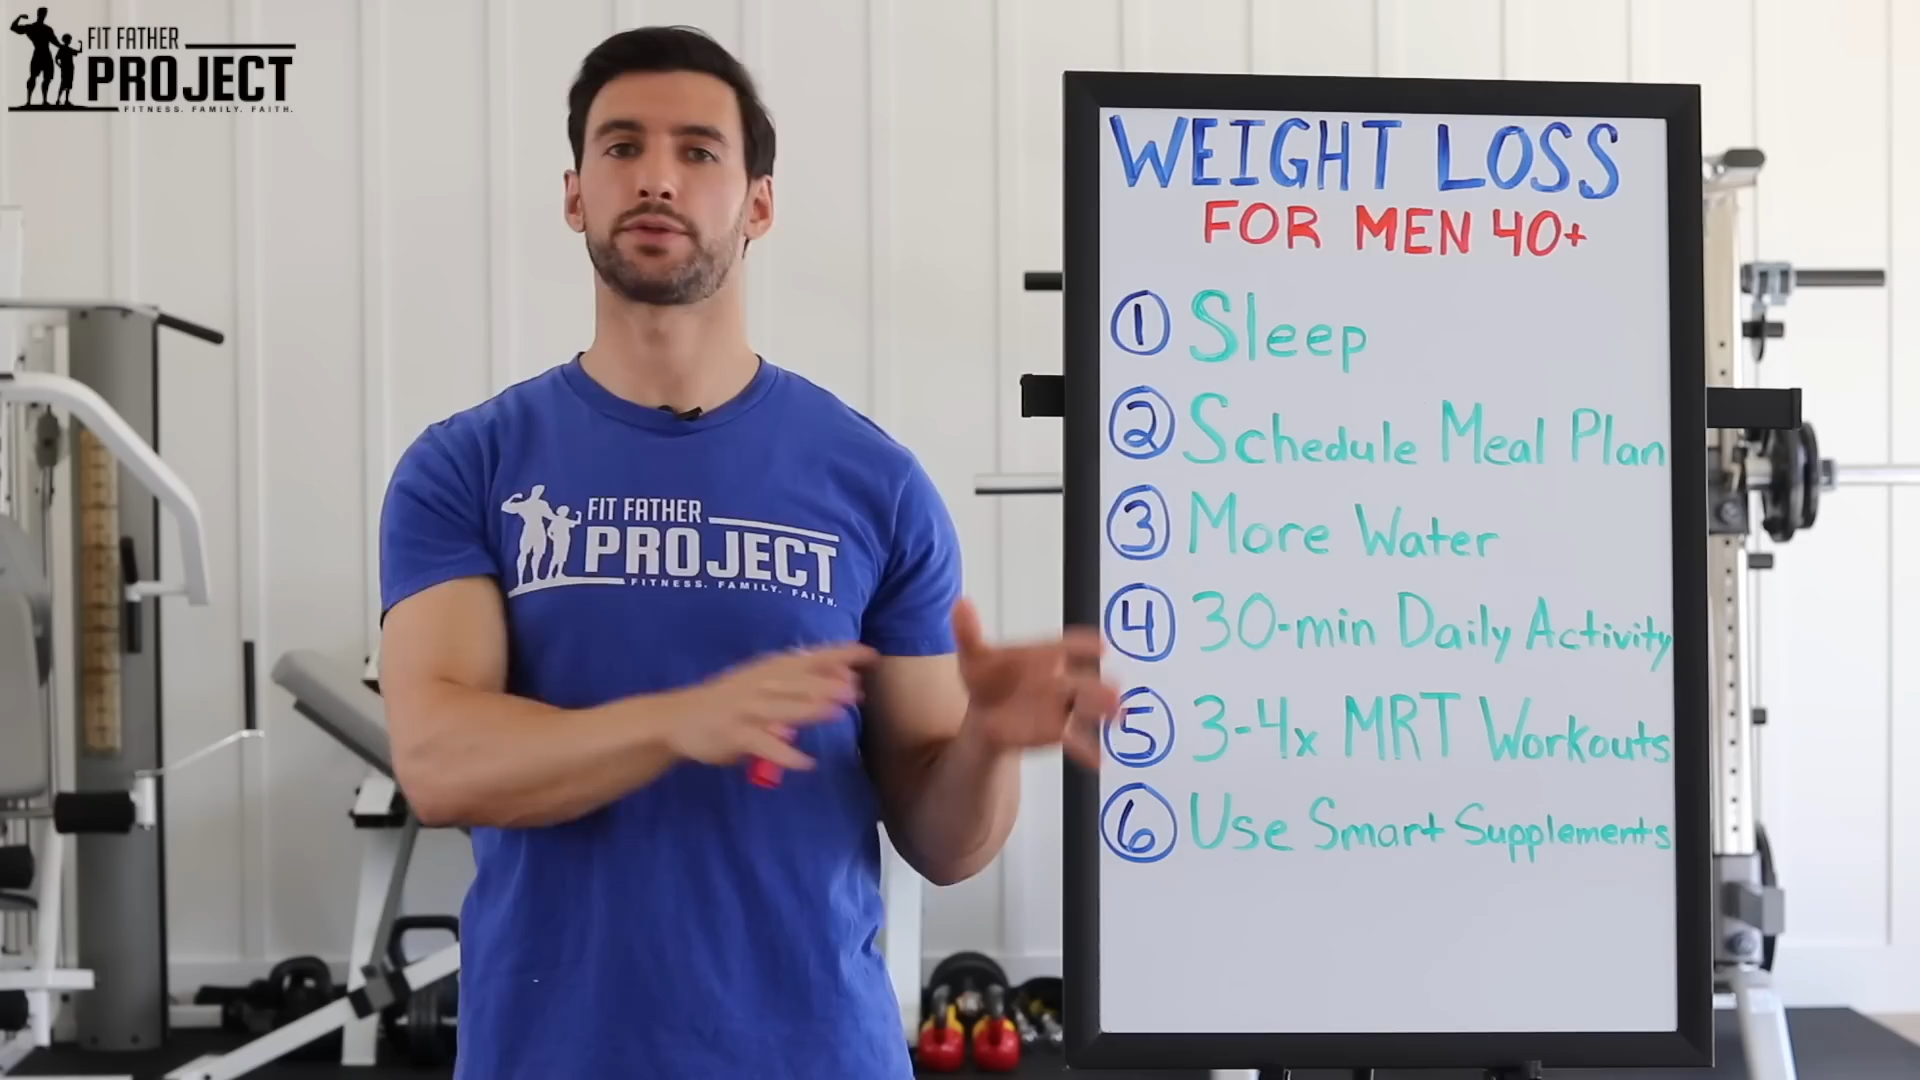 FIT FATHER
PROJECT
FITNESS. FAMILY. FAITH.
FIT FATHER
PROJECT
FITNESS. FAMILY. FAITH.
WEIGHT LOSS
FOR MEN 40+
1 Sleep
2 Schedule Meal Plan
3 More Water
4 30-min Daily Activity
5 3-4x MRT Workouts
6 Use Smart Supplements